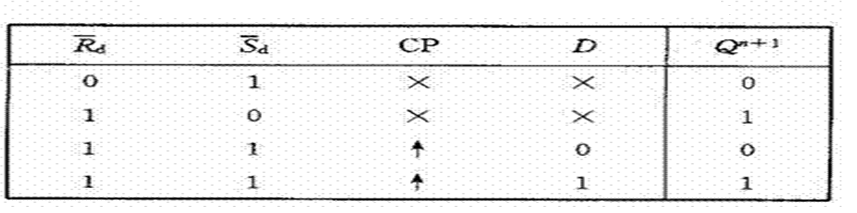 R̅d S̅d CP D Qⁿ⁺¹
0 1 × × 0
1 0 × × 1
1 1 ↑ 0 0
1 1 ↑ 1 1